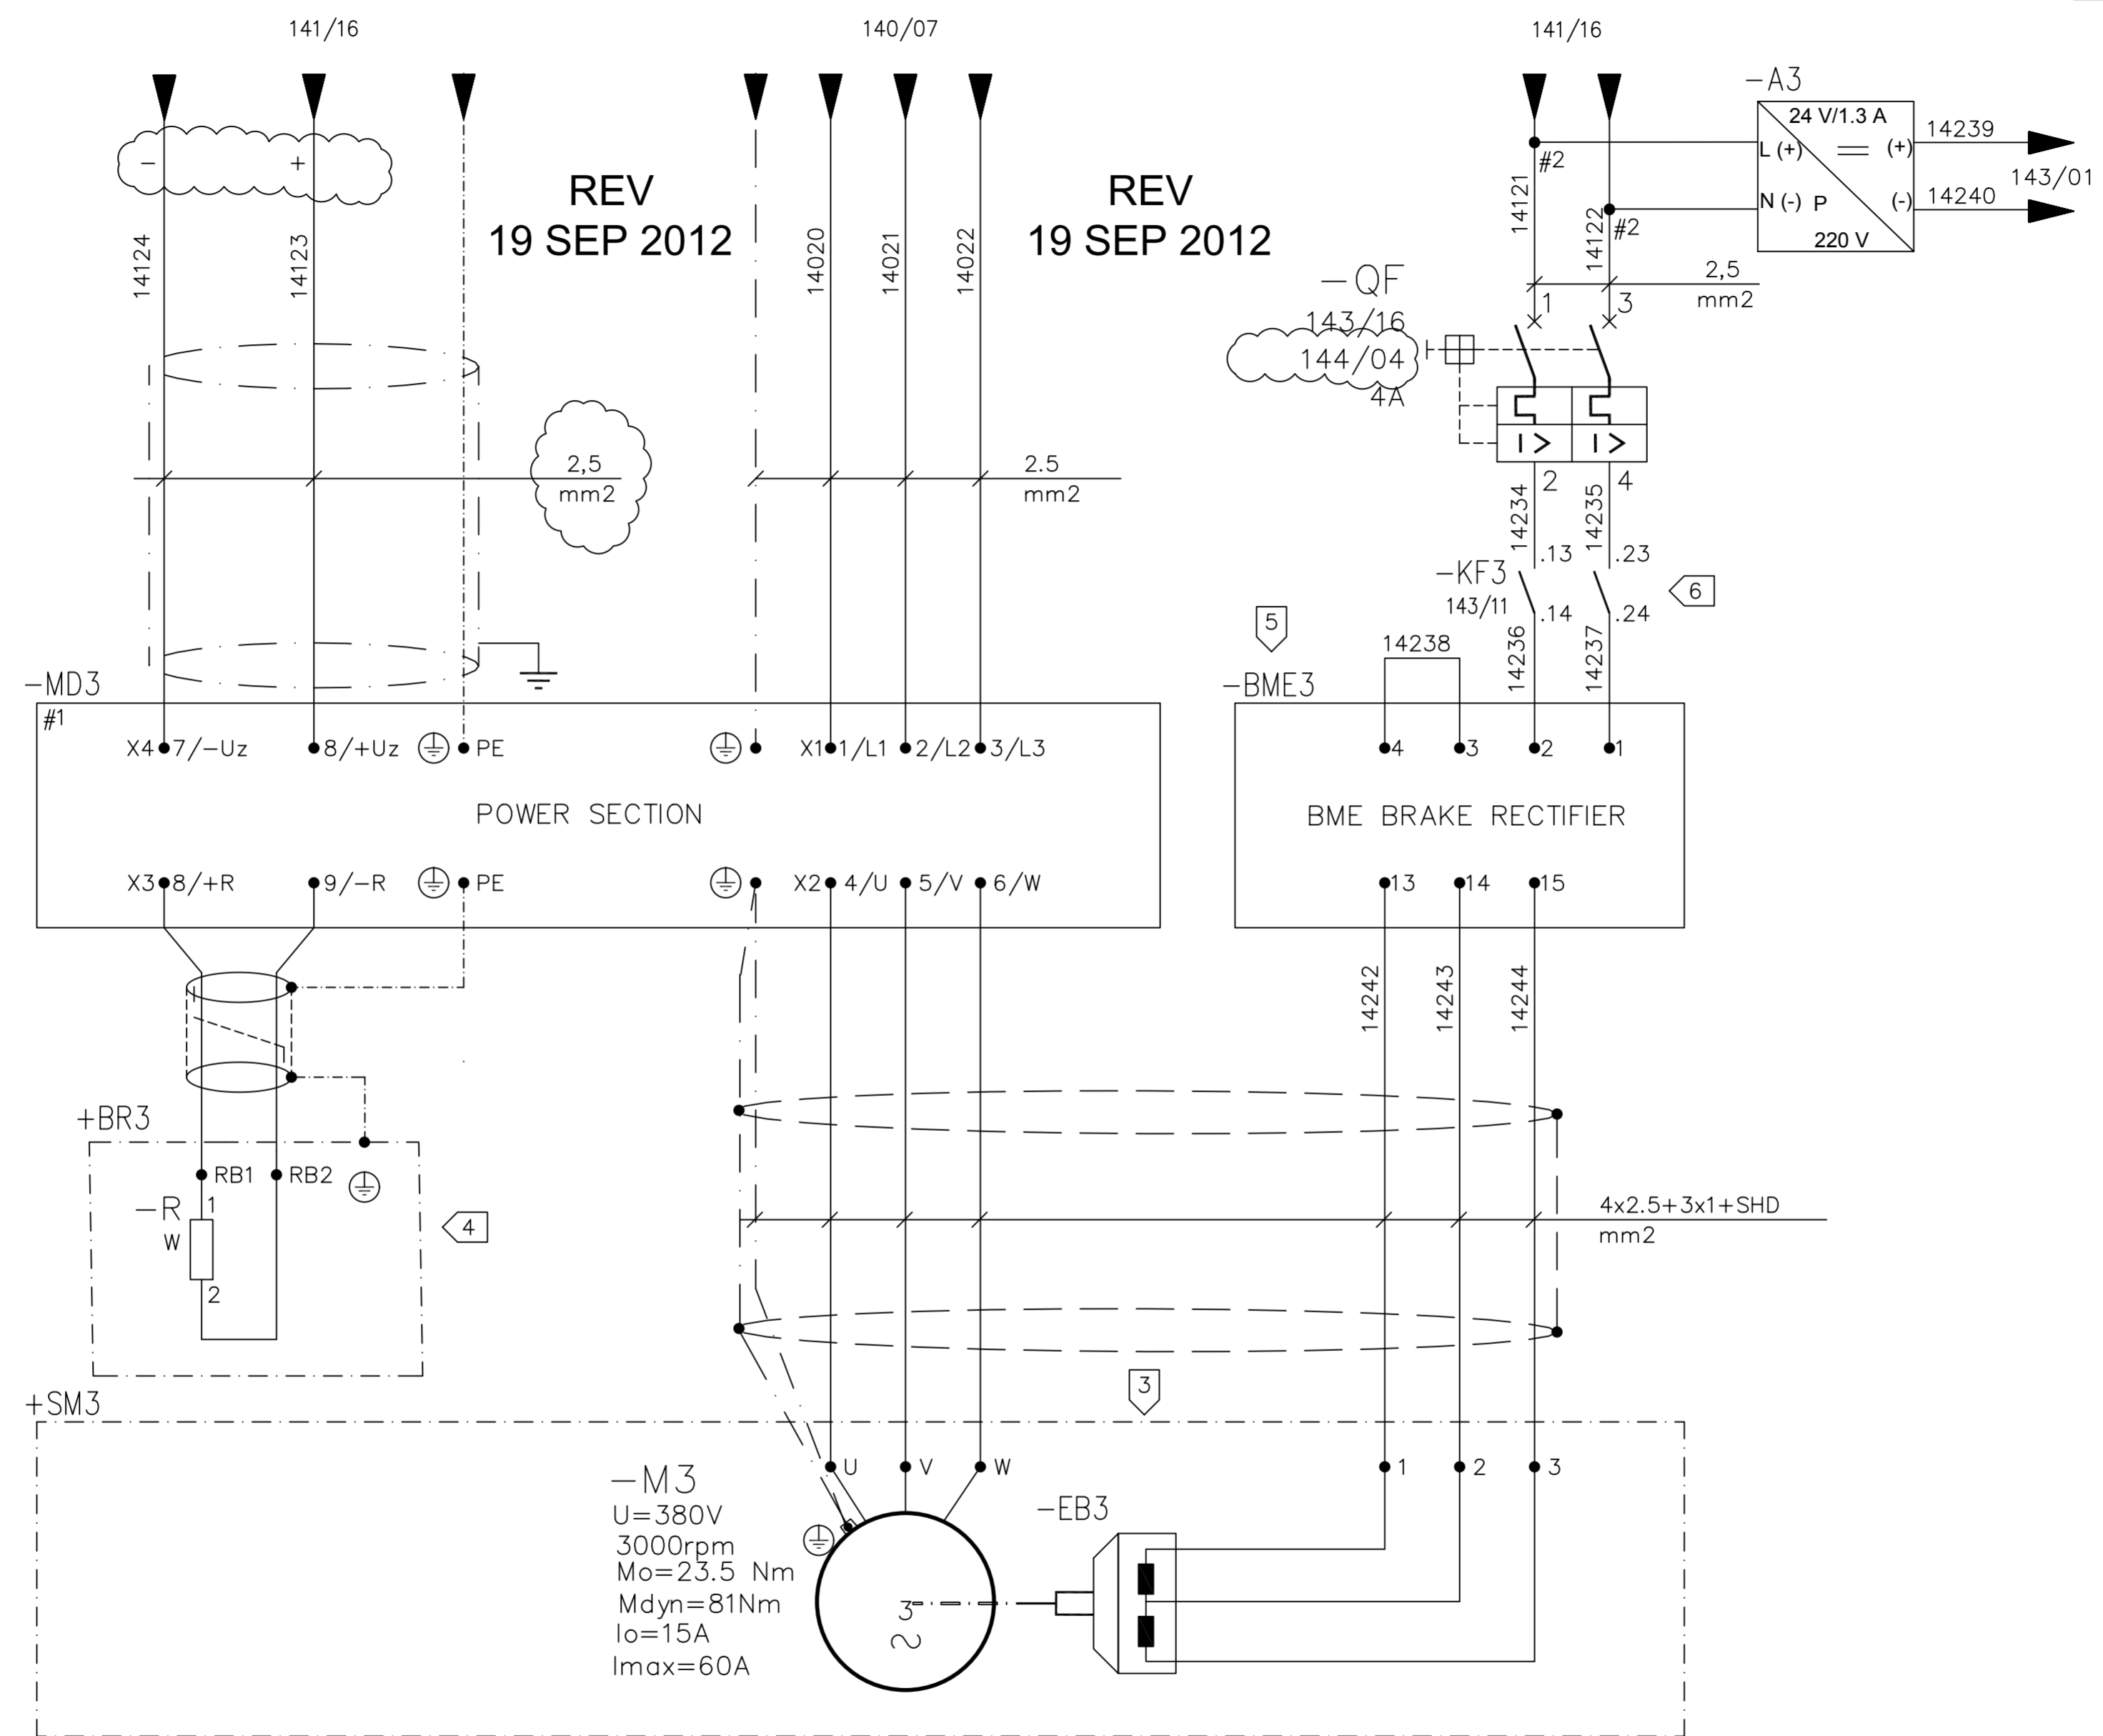 141/16
140/07
141/16
-A3
24 V/1.3 A
L (+)
(+)
N (-) P
(-)
220 V
14239
143/01
14240
#2
#2
-
+
REV
19 SEP 2012
REV
19 SEP 2012
14124
14123
14020
14021
14022
14121
14122
2,5
mm2
-QF
143/16
144/04
4A
1
3
I >
I >
2
4
2,5
mm2
2.5
mm2
14234
14235
-KF3
143/11
.13
.23
.14
.24
6
5
14238
14236
14237
-MD3
#1
-BME3
X4
7/-Uz
8/+Uz
PE
X1
1/L1
2/L2
3/L3
4
3
2
1
POWER SECTION
BME BRAKE RECTIFIER
X3
8/+R
9/-R
PE
X2
4/U
5/V
6/W
13
14
15
14242
14243
14244
+BR3
RB1
RB2
-R
W
1
2
4
4x2.5+3x1+SHD
mm2
3
+SM3
U
V
W
1
2
3
-M3
U=380V
3000rpm
Mo=23.5 Nm
Mdyn=81Nm
Io=15A
Imax=60A
3
-EB3